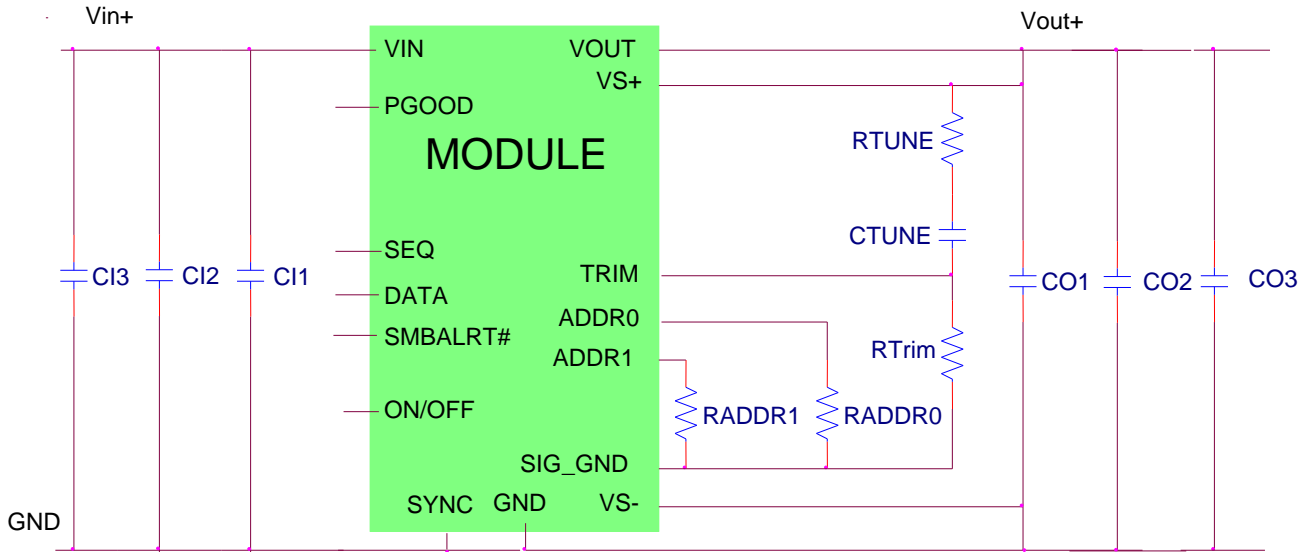 Vin+
Vout+
VIN
VOUT
VS+
PGOOD
MODULE
RTUNE
CTUNE
SEQ
TRIM
CI3
CI2
CI1
CO1
CO2
CO3
DATA
ADDR0
SMBALRT#
ADDR1
RTrim
ON/OFF
RADDR1
RADDR0
SIG_GND
SYNC
GND
VS-
GND